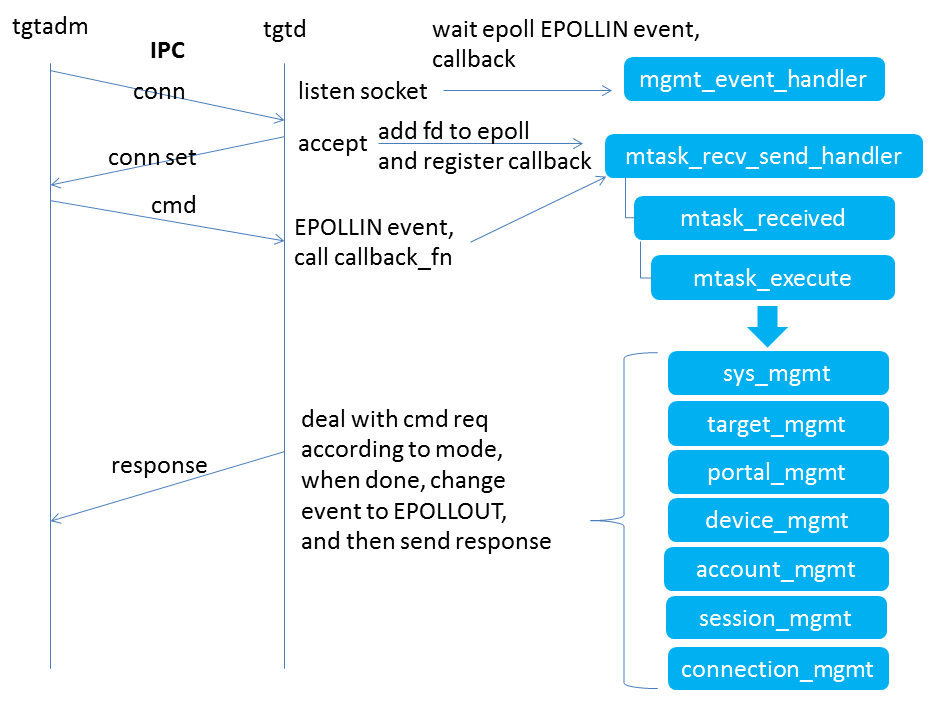 tgtadm
IPC
tgtd
wait epoll EPOLLIN event,
callback
mgmt_event_handler
conn
listen socket
accept
add fd to epoll
and register callback
mtask_recv_send_handler
conn set
cmd
mtask_received
EPOLLIN event,
call callback_fn
mtask_execute
sys_mgmt
target_mgmt
portal_mgmt
device_mgmt
account_mgmt
session_mgmt
connection_mgmt
deal with cmd req
according to mode,
when done, change
event to EPOLLOUT,
and then send response
response